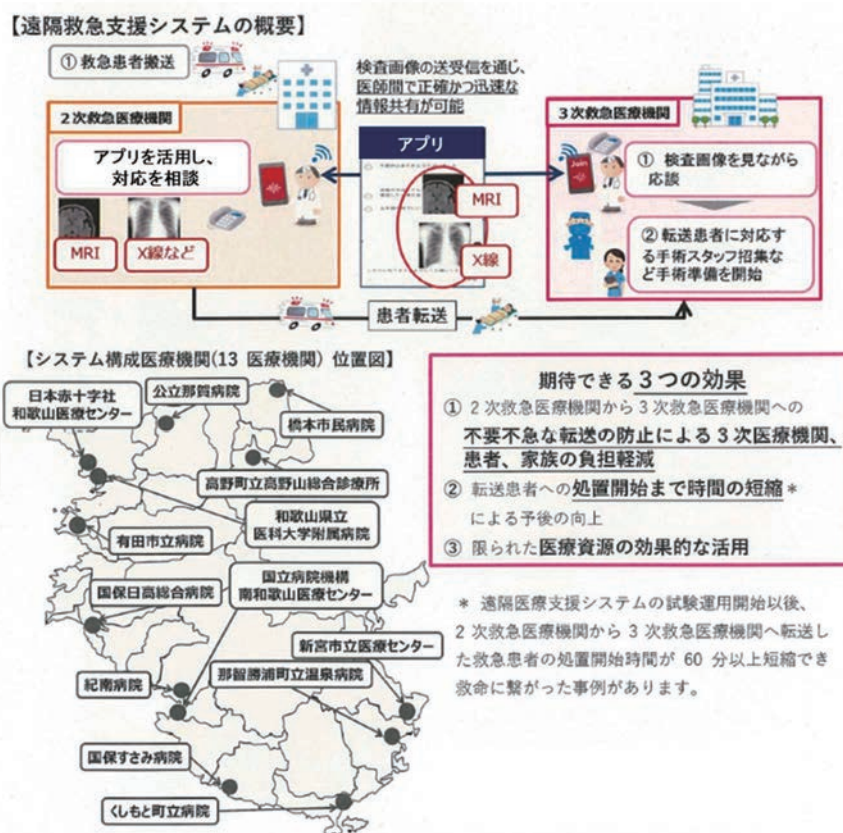 【遠隔救急支援システムの概要】
① 救急患者搬送
検査画像の送受信を通じ、
医師間で正確かつ迅速な
情報共有が可能
2次救急医療機関
アプリを活用し、
対応を相談
MRI
X線など
アプリ
MRI
X線
3次救急医療機関
Join
① 検査画像を見ながら
応談
② 転送患者に対応す
る手術スタッフ招集な
ど手術準備を開始
患者転送
【システム構成医療機関(13 医療機関) 位置図】
日本赤十字社
和歌山医療センター
公立那賀病院
橋本市民病院
高野町立高野山総合診療所
和歌山県立
医科大学附属病院
有田市立病院
国保日高総合病院
国立病院機構
南和歌山医療センター
新宮市立医療センター
那智勝浦町立温泉病院
紀南病院
国保すさみ病院
くしもと町立病院
期待できる3つの効果
① 2次救急医療機関から3次救急医療機関への
不要不急な転送の防止による3次医療機関、
患者、家族の負担軽減
② 転送患者への処置開始まで時間の短縮*
による予後の向上
③ 限られた医療資源の効果的な活用
* 遠隔医療支援システムの試験運用開始以後、
2次救急医療機関から3次救急医療機関へ転送し
た救急患者の処置開始時間が 60 分以上短縮でき
救命に繋がった事例があります。